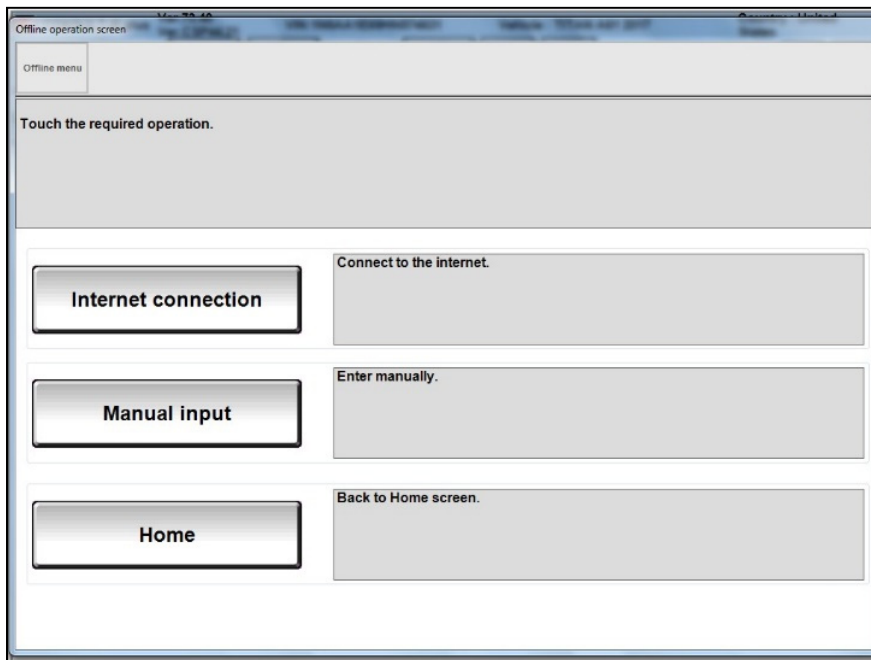 Offline operation screen
Offline menu
Touch the required operation.
Internet connection
Connect to the internet.
Manual input
Enter manually.
Home
Back to Home screen.